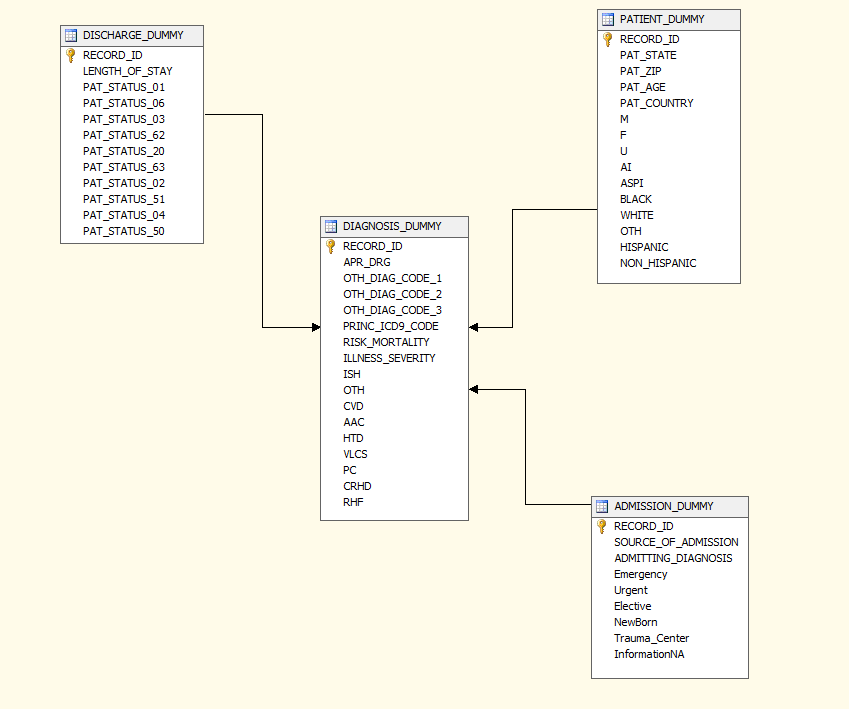 DISCHARGE_DUMMY
RECORD_ID
LENGTH_OF_STAY
PAT_STATUS_01
PAT_STATUS_06
PAT_STATUS_03
PAT_STATUS_62
PAT_STATUS_20
PAT_STATUS_63
PAT_STATUS_02
PAT_STATUS_51
PAT_STATUS_04
PAT_STATUS_50
PATIENT_DUMMY
RECORD_ID
PAT_STATE
PAT_ZIP
PAT_AGE
PAT_COUNTRY
M
F
U
AI
ASPI
BLACK
WHITE
OTH
HISPANIC
NON_HISPANIC
DIAGNOSIS_DUMMY
RECORD_ID
APR_DRG
OTH_DIAG_CODE_1
OTH_DIAG_CODE_2
OTH_DIAG_CODE_3
PRINC_ICD9_CODE
RISK_MORTALITY
ILLNESS_SEVERITY
ISH
OTH
CVD
AAC
HTD
VLCS
PC
CRHD
RHF
ADMISSION_DUMMY
RECORD_ID
SOURCE_OF_ADMISSION
ADMITTING_DIAGNOSIS
Emergency
Urgent
Elective
NewBorn
Trauma_Center
InformationNA